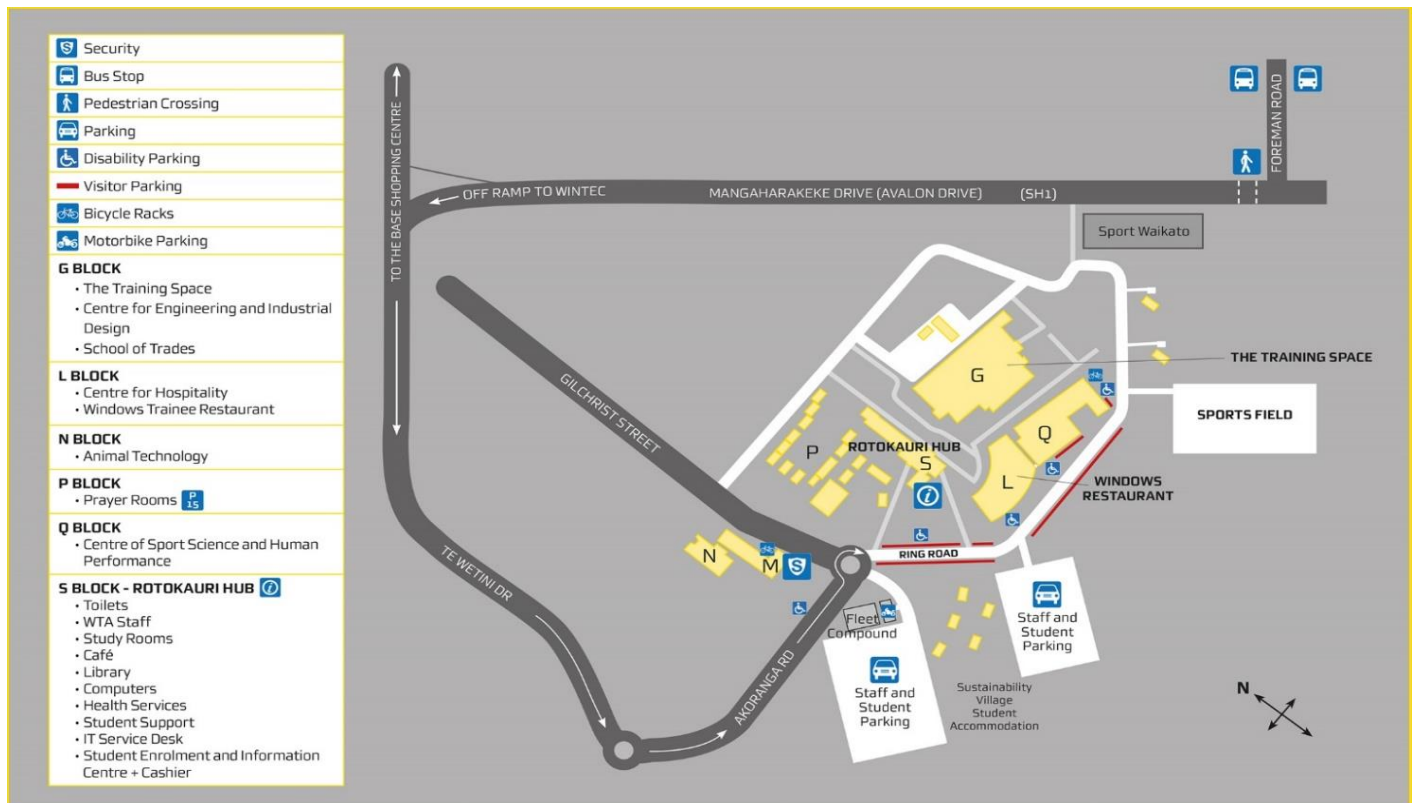 Security
Bus Stop
Pedestrian Crossing
Parking
Disability Parking
Visitor Parking
Bicycle Racks
Motorbike Parking
G BLOCK
• The Training Space
• Centre for Engineering and Industrial
Design
• School of Trades
L BLOCK
• Centre for Hospitality
• Windows Trainee Restaurant
N BLOCK
• Animal Technology
P BLOCK
• Prayer Rooms P
15
Q BLOCK
• Centre of Sport Science and Human
Performance
S BLOCK - ROTOKAURI HUB i
• Toilets
• WTA Staff
• Study Rooms
• Café
• Library
• Computers
• Health Services
• Student Support
• IT Service Desk
• Student Enrolment and Information
Centre + Cashier
TO THE BASE SHOPPING CENTRE
OFF RAMP TO WINTEC
MANGAHARAKEKE DRIVE (AVALON DRIVE) (SH1)
FOREMAN ROAD
Sport Waikato
GILCHRIST STREET
G
THE TRAINING SPACE
SPORTS FIELD
Q
P
ROTOKAURI HUB
S
i
L
WINDOWS
RESTAURANT
N
M
S
RING ROAD
TE WETINI DR
AKORANGA RD
Fleet
Compound
Staff and
Student
Parking
Staff and
Student
Parking
Sustainability
Village
Student
Accommodation
N